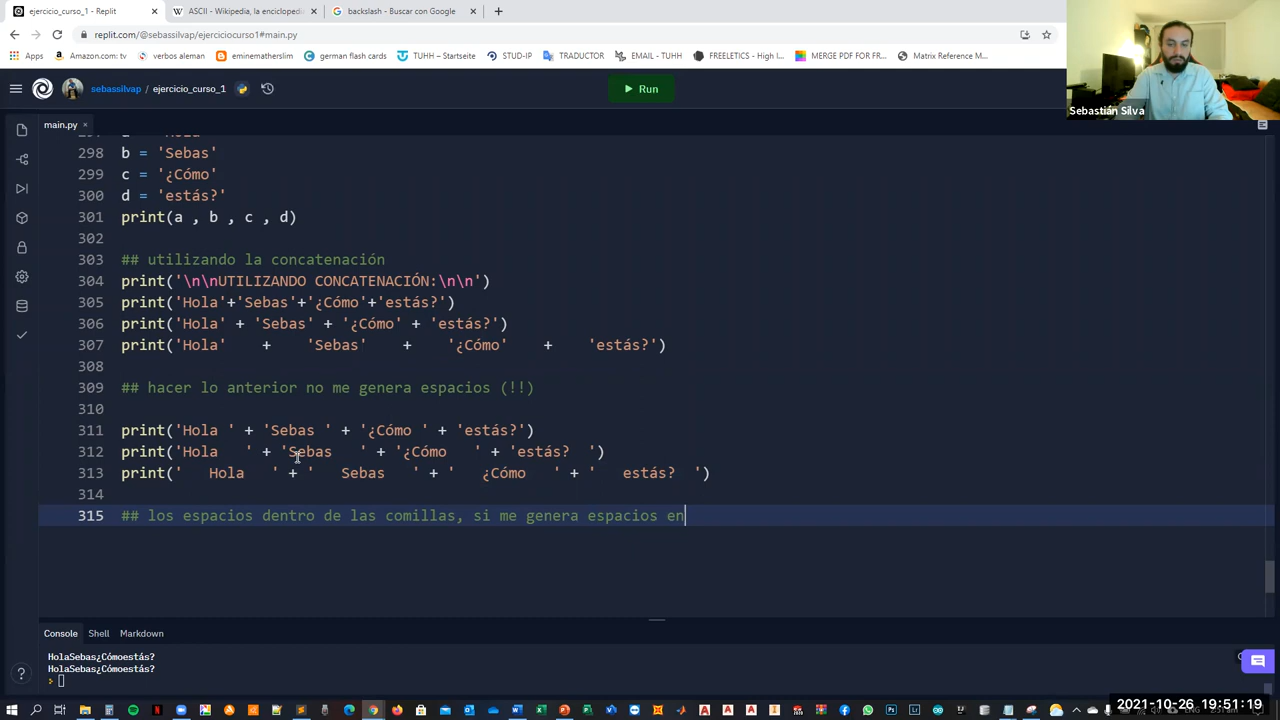 ejercicio_curso_1 - Replit
ASCII - Wikipedia, la enciclopedi
backslash - Buscar con Google
replit.com/@sebassilvap/ejerciciocurso1#main.py
Apps
Amazon.com: tv
verbos aleman
eminematherslim
german flash cards
TUHH – Startseite
STUD-IP
TRADUCTOR
EMAIL - TUHH
FREELETICS - High I...
MERGE PDF FOR FR...
Matrix Reference M...
sebassilvap / ejercicio_curso_1
Run
Sebastián Silva
main.py
298 b = 'Sebas'
299 c = '¿Cómo'
300 d = 'estás?'
301 print(a , b , c , d)
302
303 ## utilizando la concatenación
304 print('\n\nUTILIZANDO CONCATENACIÓN:\n\n')
305 print('Hola'+'Sebas'+'¿Cómo'+'estás?')
306 print('Hola' + 'Sebas' + '¿Cómo' + 'estás?')
307 print('Hola'    +    'Sebas'    +    '¿Cómo'    +    'estás?')
308
309 ## hacer lo anterior no me genera espacios (!!)
310
311 print('Hola ' + 'Sebas ' + '¿Cómo ' + 'estás?')
312 print('Hola   ' + 'Sebas   ' + '¿Cómo   ' + 'estás?  ')
313 print('   Hola   ' + '   Sebas   ' + '   ¿Cómo   ' + '   estás?  ')
314
315 ## los espacios dentro de las comillas, si me genera espacios en
Console
Shell
Markdown
HolaSebas¿Cómoestás?
HolaSebas¿Cómoestás?
2021-10-26 19:51:19